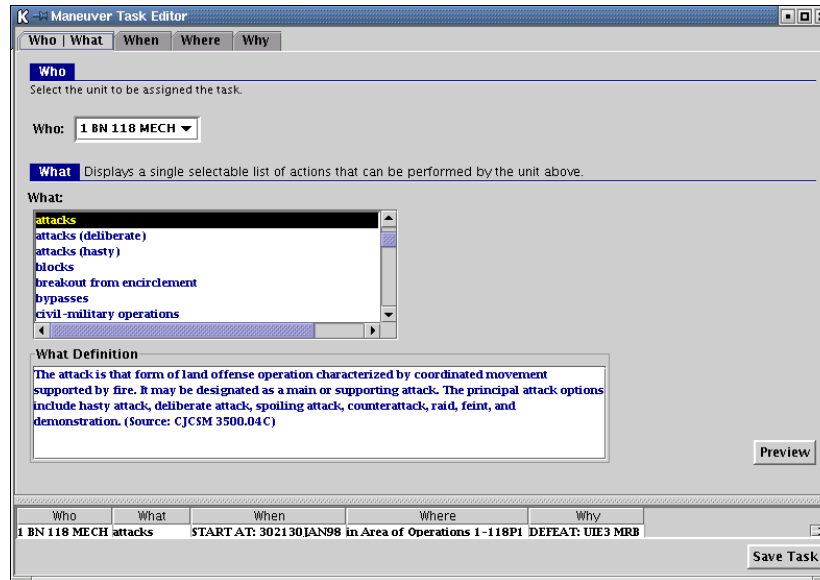 Maneuver Task Editor
Who | What When Where Why
Who
Select the unit to be assigned the task.
Who: 1 BN 118 MECH
What Displays a single selectable list of actions that can be performed by the unit above.
What:
attacks
attacks (deliberate)
attacks (hasty)
blocks
breakout from encirclement
bypasses
civil-military operations
What Definition
The attack is that form of land offense operation characterized by coordinated movement
supported by fire. It may be designated as a main or supporting attack. The principal attack options
include hasty attack, deliberate attack, spoiling attack, counterattack, raid, feint, and
demonstration. (Source: CJCSM 3500.04C)
Preview
Who What When Where Why
1 BN 118 MECH attacks START AT: 302130JAN98 in Area of Operations 1-118P1 DEFEAT: UIE3 MRB
Save Task